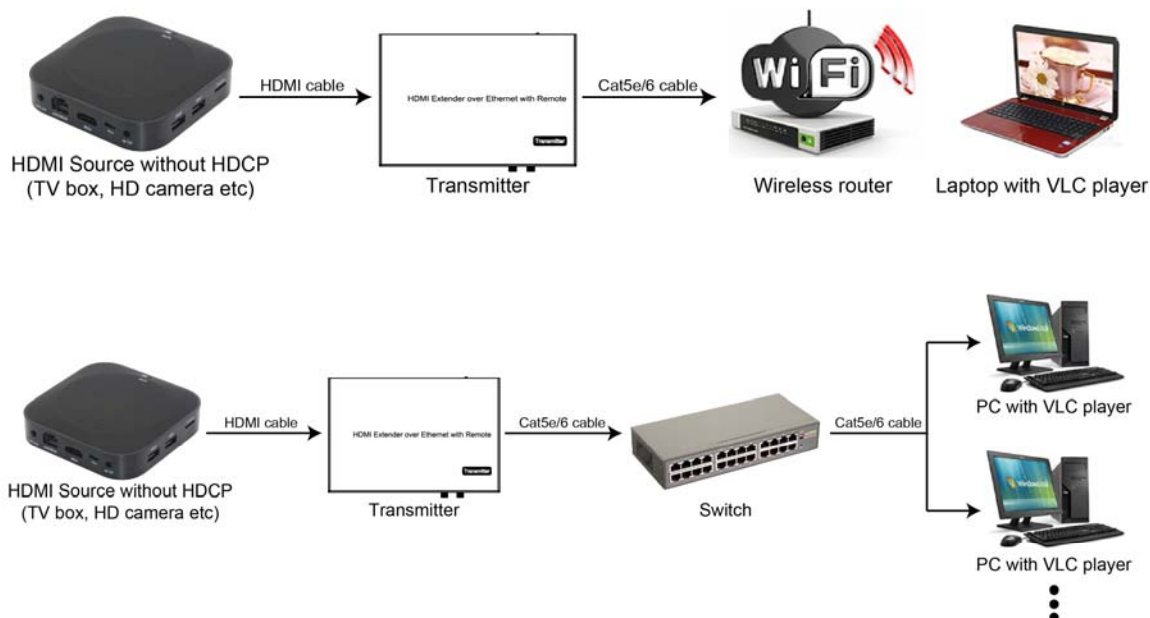 HDMI cable
HDMI Extender over Ethernet with Remote
Transmitter
Cat5e/6 cable
WiFi
HDMI Source without HDCP
(TV box, HD camera etc)
Transmitter
Wireless router
Laptop with VLC player
HDMI cable
HDMI Extender over Ethernet with Remote
Transmitter
Cat5e/6 cable
Cat5e/6 cable
PC with VLC player
HDMI Source without HDCP
(TV box, HD camera etc)
Transmitter
Switch
PC with VLC player